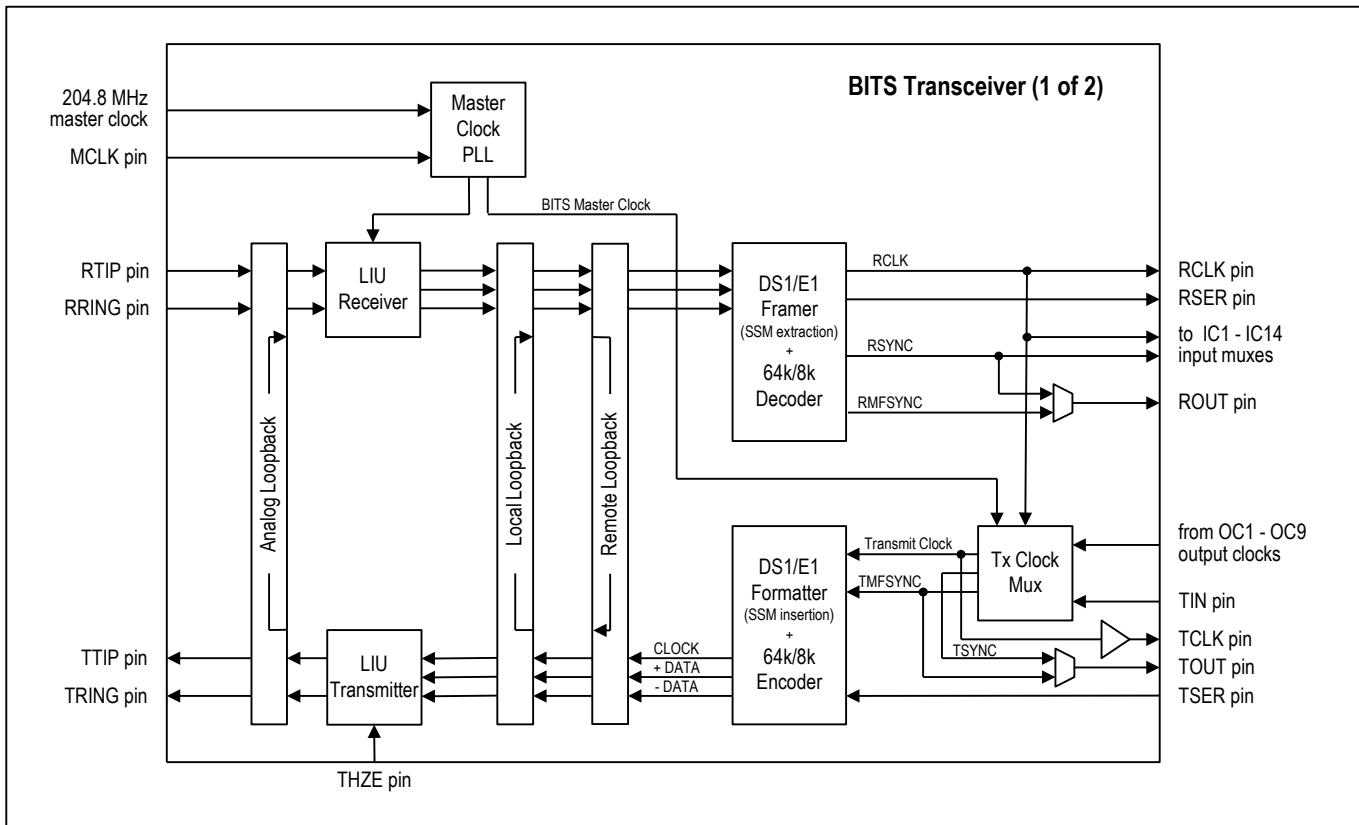 BITS Transceiver (1 of 2)
204.8 MHz
master clock
MCLK pin
Master
Clock
PLL
BITS Master Clock
RTIP pin
RRING pin
LIU
Receiver
DS1/E1
Framer
(SSM extraction)
+
64k/8k
Decoder
RCLK
RSYNC
RMFSYNC
RCLK pin
RSER pin
to IC1 - IC14
input muxes
ROUT pin
Analog Loopback
Local Loopback
Remote Loopback
TTIP pin
TRING pin
LIU
Transmitter
THZE pin
CLOCK
+ DATA
- DATA
DS1/E1
Formatter
(SSM insertion)
+
64k/8k
Encoder
Transmit Clock
TMFSYNC
TSYNC
Tx Clock
Mux
from OC1 - OC9
output clocks
TIN pin
TCLK pin
TOUT pin
TSER pin